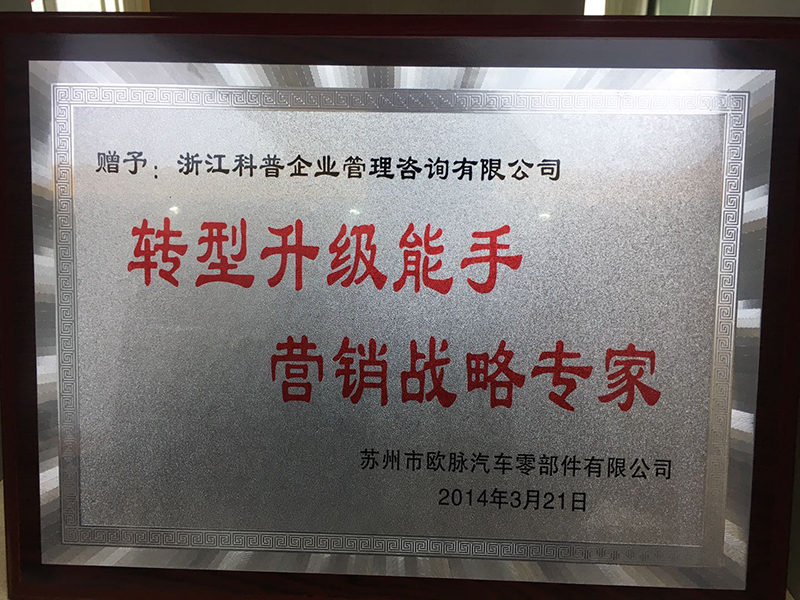 赠予：浙江科普企业管理咨询有限公司
转型升级能手
营销战略专家
苏州市欧脉汽车零部件有限公司
2014年3月21日